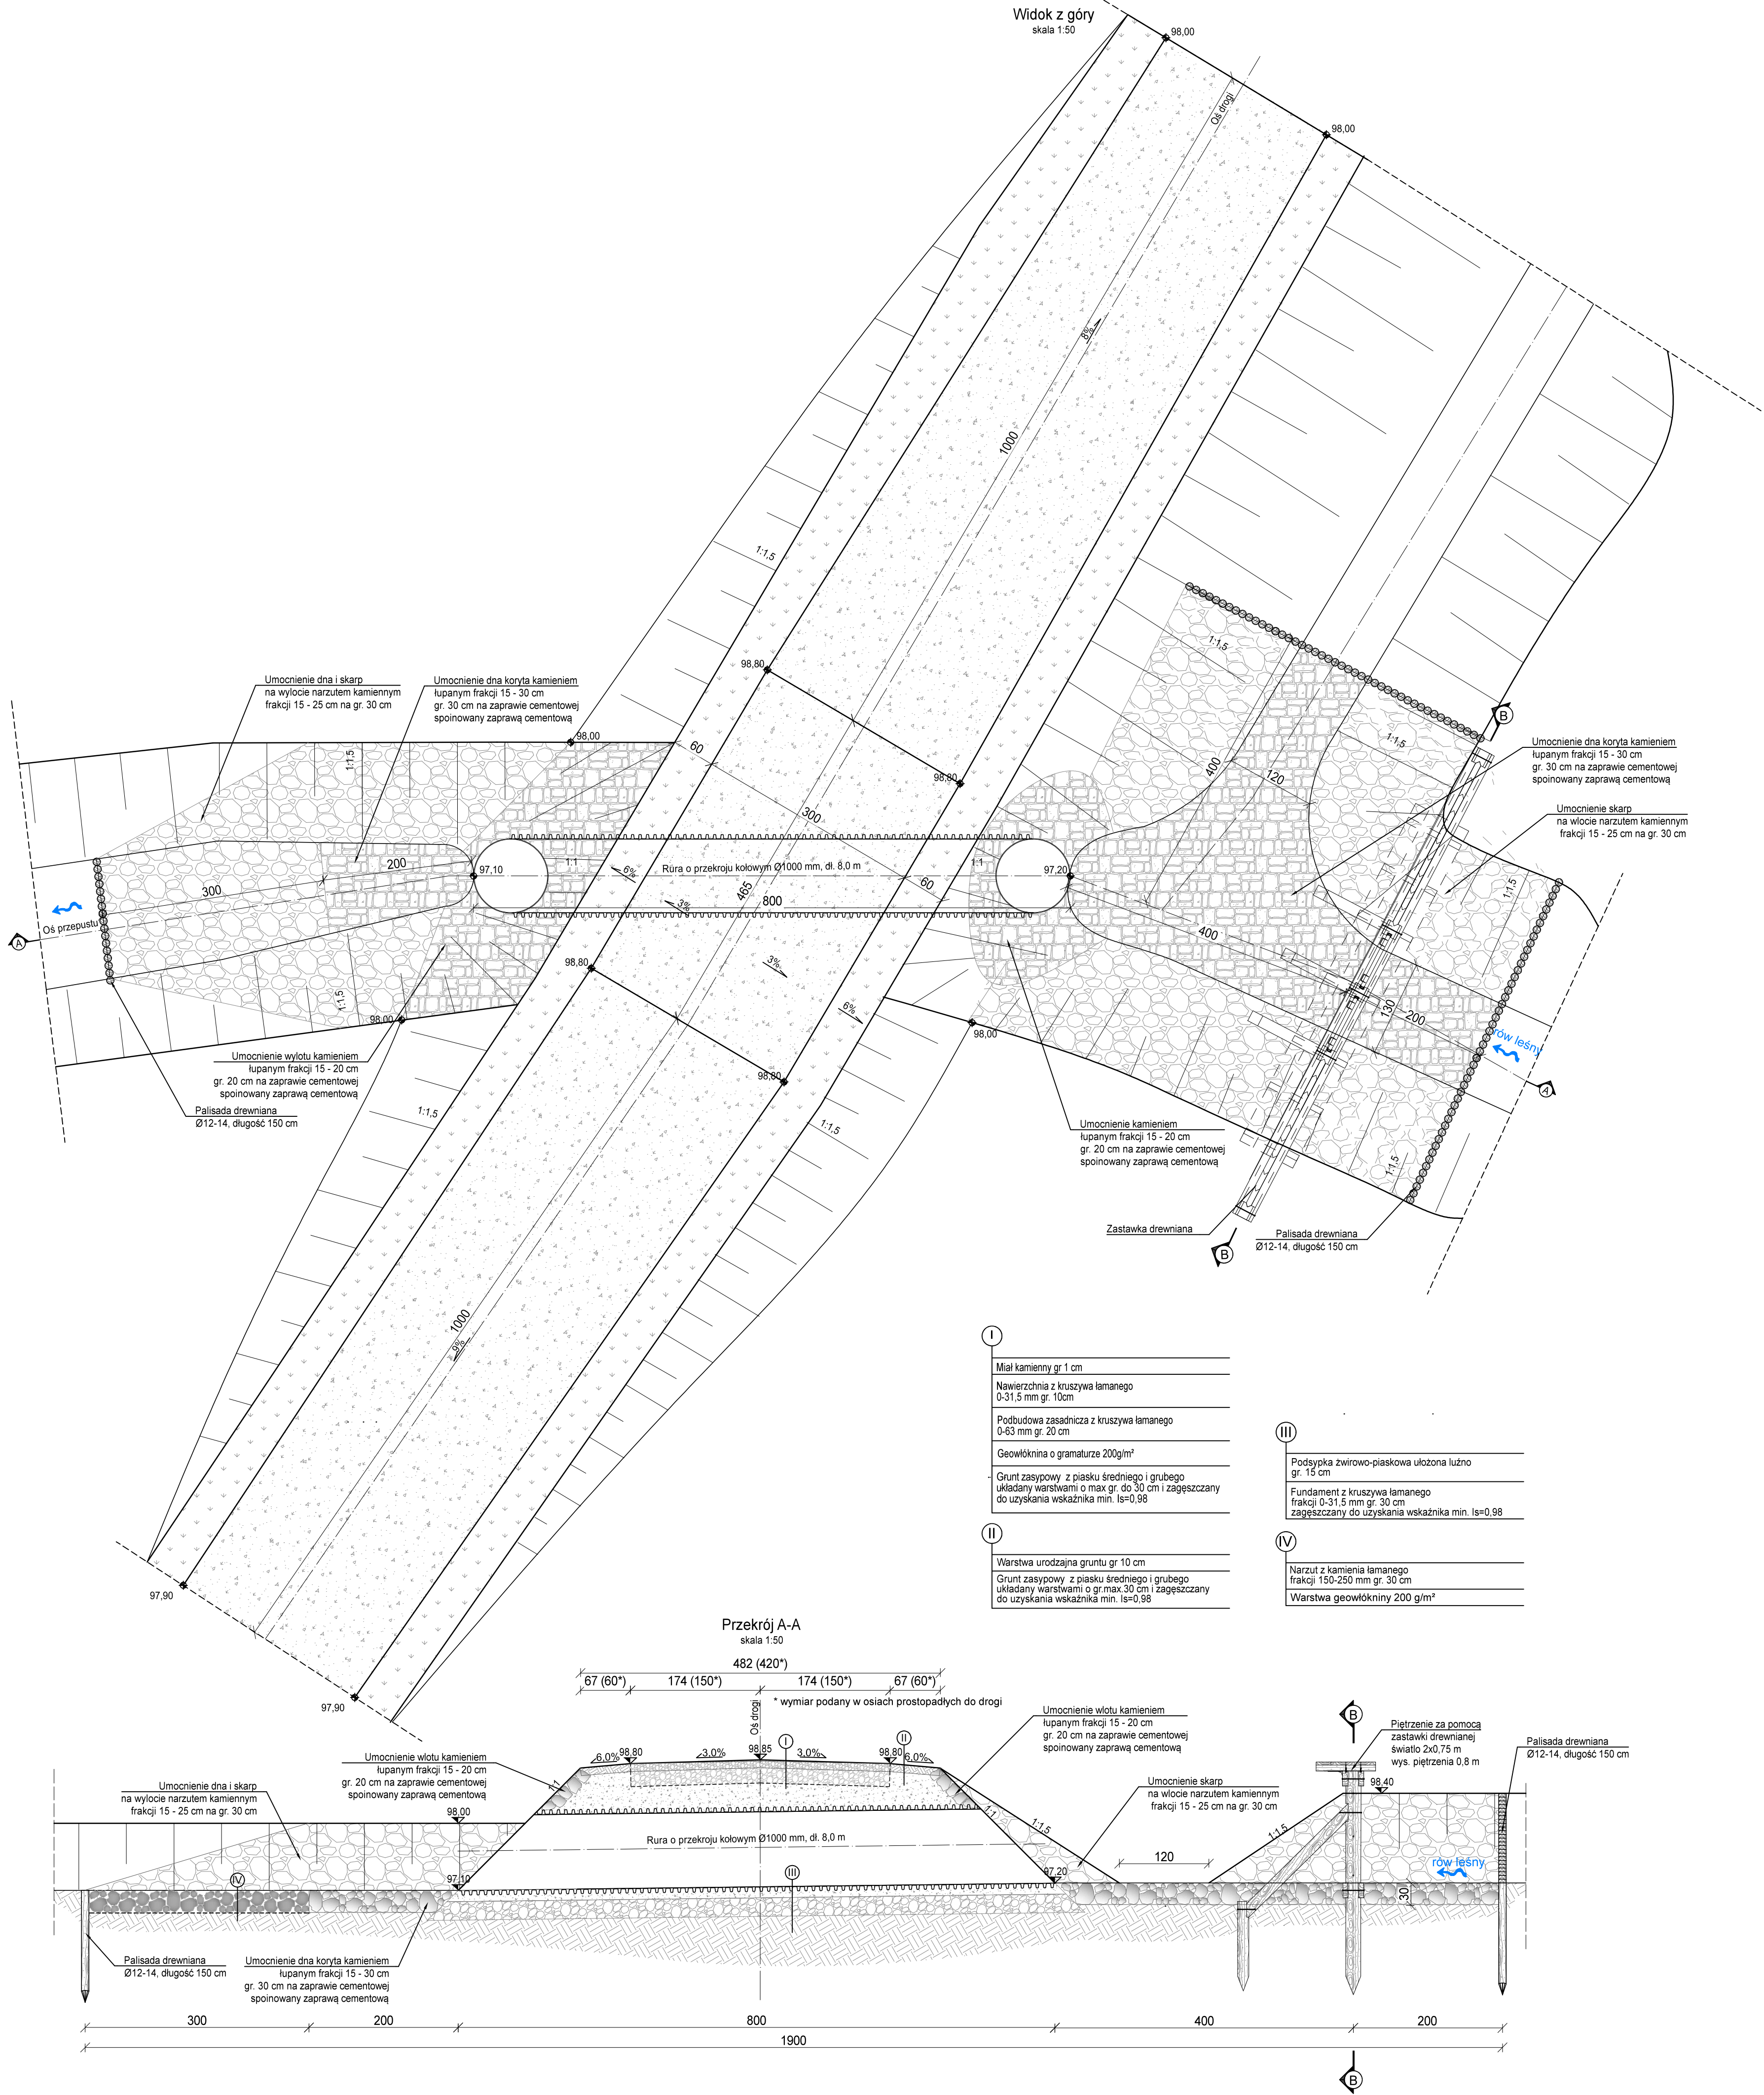 Widok z góry
skala 1:50
98,00
98,00
Oś drogi
8%
1000
1:1,5
1:1,5
98,80
98,80
60
300
60
465
Umocnienie dna i skarp
na wylocie narzutem kamiennym
frakcji 15 - 25 cm na gr. 30 cm
Umocnienie dna koryta kamieniem
łupanym frakcji 15 - 30 cm
gr. 30 cm na zaprawie cementowej
spoinowany zaprawą cementową
98,00
1:1,5
200
300
97,10
1:1
6%
3%
Rura o przekroju kołowym Ø1000 mm, dł. 8,0 m
800
1:1
97,20
Oś przepustu
A
1:1,5
98,00
98,80
3%
6%
98,80
98,00
400
120
400
130
200
1:1,5
B
Umocnienie dna koryta kamieniem
łupanym frakcji 15 - 30 cm
gr. 30 cm na zaprawie cementowej
spoinowany zaprawą cementową
Umocnienie skarp
na wlocie narzutem kamiennym
frakcji 15 - 25 cm na gr. 30 cm
1:1,5
rów leśny
A
1:1,5
Umocnienie wylotu kamieniem
łupanym frakcji 15 - 20 cm
gr. 20 cm na zaprawie cementowej
spoinowany zaprawą cementową
Palisada drewniana
Ø12-14, długość 150 cm
1:1,5
1:1,5
Umocnienie kamieniem
łupanym frakcji 15 - 20 cm
gr. 20 cm na zaprawie cementowej
spoinowany zaprawą cementową
Zastawka drewniana
B
Palisada drewniana
Ø12-14, długość 150 cm
1000
9%
97,90
97,90
I
Miał kamienny gr 1 cm
Nawierzchnia z kruszywa łamanego
0-31,5 mm gr. 10cm
Podbudowa zasadnicza z kruszywa łamanego
0-63 mm gr. 20 cm
Geowłóknina o gramaturze 200g/m²
Grunt zasypowy z piasku średniego i grubego
układany warstwami o max gr. do 30 cm i zagęszczany
do uzyskania wskaźnika min. Is=0,98
II
Warstwa urodzajna gruntu gr 10 cm
Grunt zasypowy z piasku średniego i grubego
układany warstwami o gr.max.30 cm i zagęszczany
do uzyskania wskaźnika min. Is=0,98
III
Podsypka żwirowo-piaskowa ułożona luźno
gr. 15 cm
Fundament z kruszywa łamanego
frakcji 0-31,5 mm gr. 30 cm
zagęszczany do uzyskania wskaźnika min. Is=0,98
IV
Narzut z kamienia łamanego
frakcji 150-250 mm gr. 30 cm
Warstwa geowłókniny 200 g/m²
Przekrój A-A
skala 1:50
482 (420*)
67 (60*)
174 (150*)
174 (150*)
67 (60*)
* wymiar podany w osiach prostopadłych do drogi
Oś drogi
I
II
6,0%
98,80
3,0%
98,85
3,0%
98,80
6,0%
Umocnienie wlotu kamieniem
łupanym frakcji 15 - 20 cm
gr. 20 cm na zaprawie cementowej
spoinowany zaprawą cementową
Umocnienie dna i skarp
na wylocie narzutem kamiennym
frakcji 15 - 25 cm na gr. 30 cm
Umocnienie wlotu kamieniem
łupanym frakcji 15 - 20 cm
gr. 20 cm na zaprawie cementowej
spoinowany zaprawą cementową
Umocnienie skarp
na wlocie narzutem kamiennym
frakcji 15 - 25 cm na gr. 30 cm
B
Piętrzenie za pomocą
zastawki drewnianej
światlo 2x0,75 m
wys. piętrzenia 0,8 m
98,40
Palisada drewniana
Ø12-14, długość 150 cm
1:1
98,00
97,10
Rura o przekroju kołowym Ø1000 mm, dł. 8,0 m
1:1
1:1,5
97,20
120
1:1,5
rów leśny
30
IV
III
Palisada drewniana
Ø12-14, długość 150 cm
Umocnienie dna koryta kamieniem
łupanym frakcji 15 - 30 cm
gr. 30 cm na zaprawie cementowej
spoinowany zaprawą cementową
300
200
800
400
200
1900
B